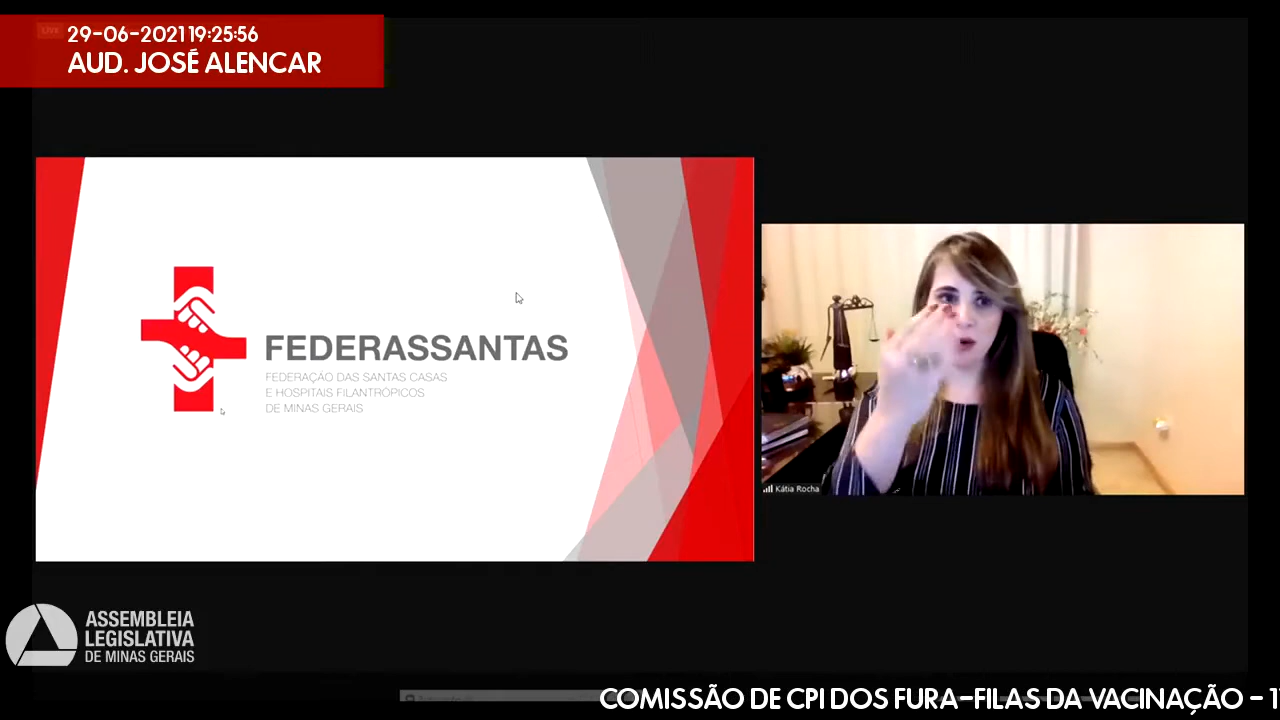 29-06-2021 19:25:56
AUD. JOSÉ ALENCAR
FEDERASSANTAS
FEDERAÇÃO DAS SANTAS CASAS
E HOSPITAIS FILANTRÓPICOS
DE MINAS GERAIS
Kátia Rocha
ASSEMBLEIA
LEGISLATIVA
DE MINAS GERAIS
COMISSÃO DE CPI DOS FURA-FILAS DA VACINAÇÃO - 1